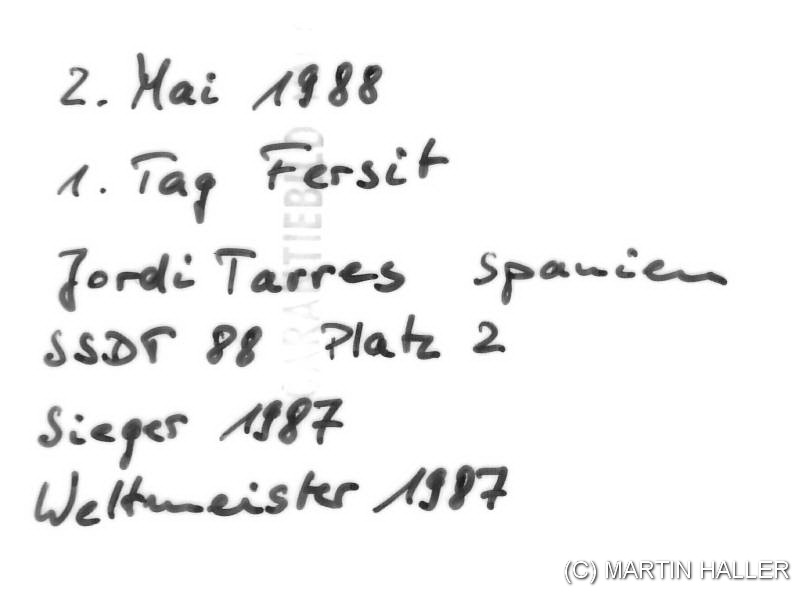 2. Mai 1988
1. Tag Fersit
Jordi Tarres Spanien
SSDT 88 Platz 2
Sieger 1987
Weltmeister 1987
GARANTIEBILD
(C) MARTIN HALLER